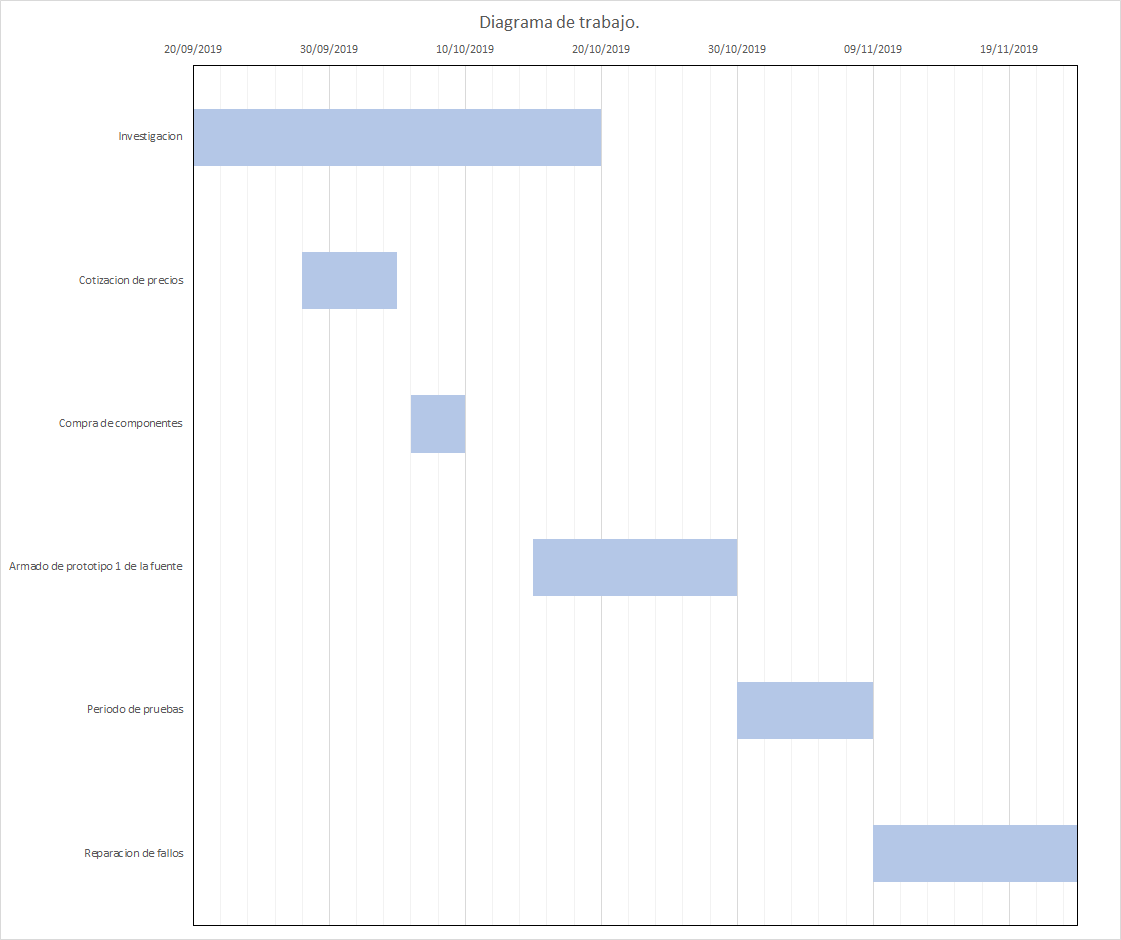 Diagrama de trabajo.
20/09/2019 30/09/2019 10/10/2019 20/10/2019 30/10/2019 09/11/2019 19/11/2019
Investigacion
Cotizacion de precios
Compra de componentes
Armado de prototipo 1 de la fuente
Periodo de pruebas
Reparacion de fallos